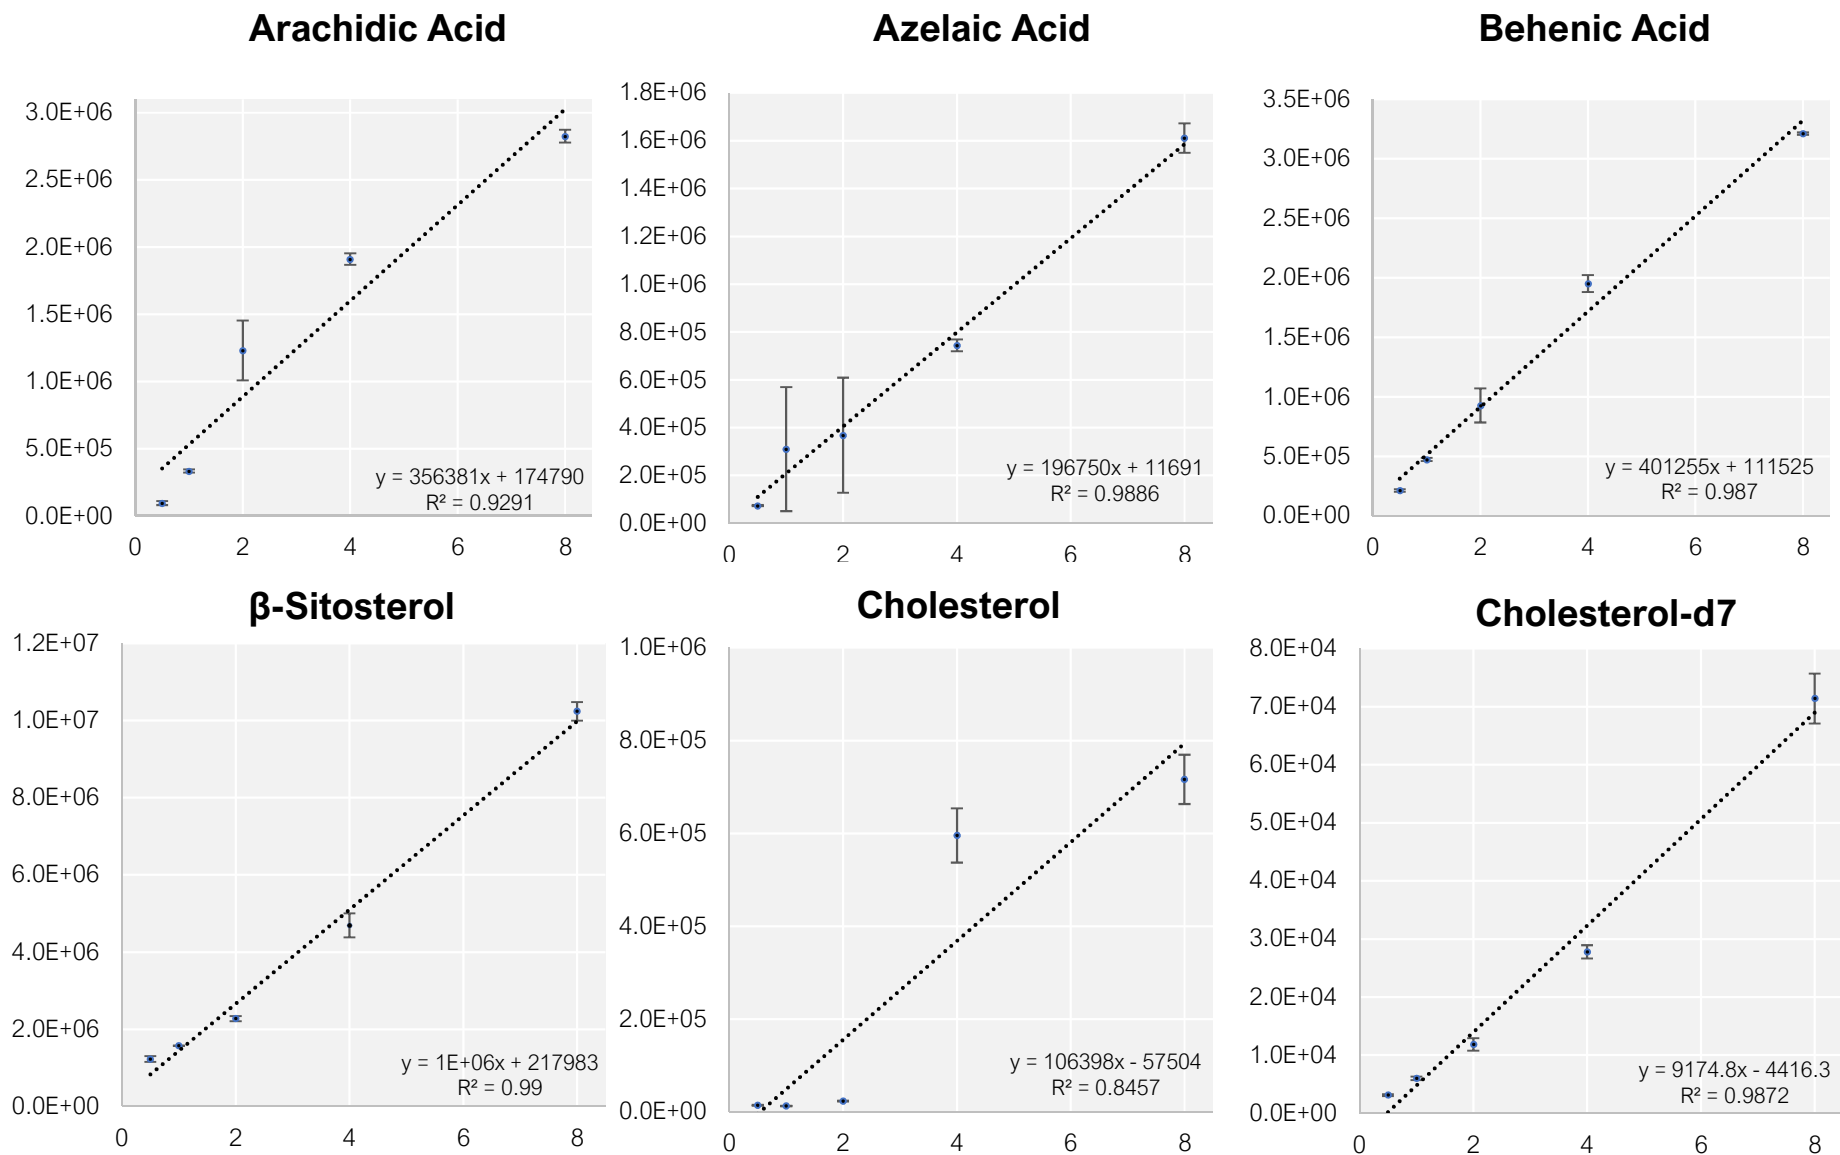 Arachidic Acid
3.0E+06
2.5E+06
2.0E+06
1.5E+06
1.0E+06
5.0E+05
0.0E+00
y = 356381x + 174790
R² = 0.9291
0 2 4 6 8
Azelaic Acid
1.8E+06
1.6E+06
1.4E+06
1.2E+06
1.0E+06
8.0E+05
6.0E+05
4.0E+05
2.0E+05
0.0E+00
y = 196750x + 11691
R² = 0.9886
0 2 4 6 8
Behenic Acid
3.5E+06
3.0E+06
2.5E+06
2.0E+06
1.5E+06
1.0E+06
5.0E+05
0.0E+00
y = 401255x + 111525
R² = 0.987
0 2 4 6 8
β-Sitosterol
1.2E+07
1.0E+07
8.0E+06
6.0E+06
4.0E+06
2.0E+06
0.0E+00
y = 1E+06x + 217983
R² = 0.99
0 2 4 6 8
Cholesterol
1.0E+06
8.0E+05
6.0E+05
4.0E+05
2.0E+05
0.0E+00
y = 106398x - 57504
R² = 0.8457
0 2 4 6 8
Cholesterol-d7
8.0E+04
7.0E+04
6.0E+04
5.0E+04
4.0E+04
3.0E+04
2.0E+04
1.0E+04
0.0E+00
y = 9174.8x - 4416.3
R² = 0.9872
0 2 4 6 8